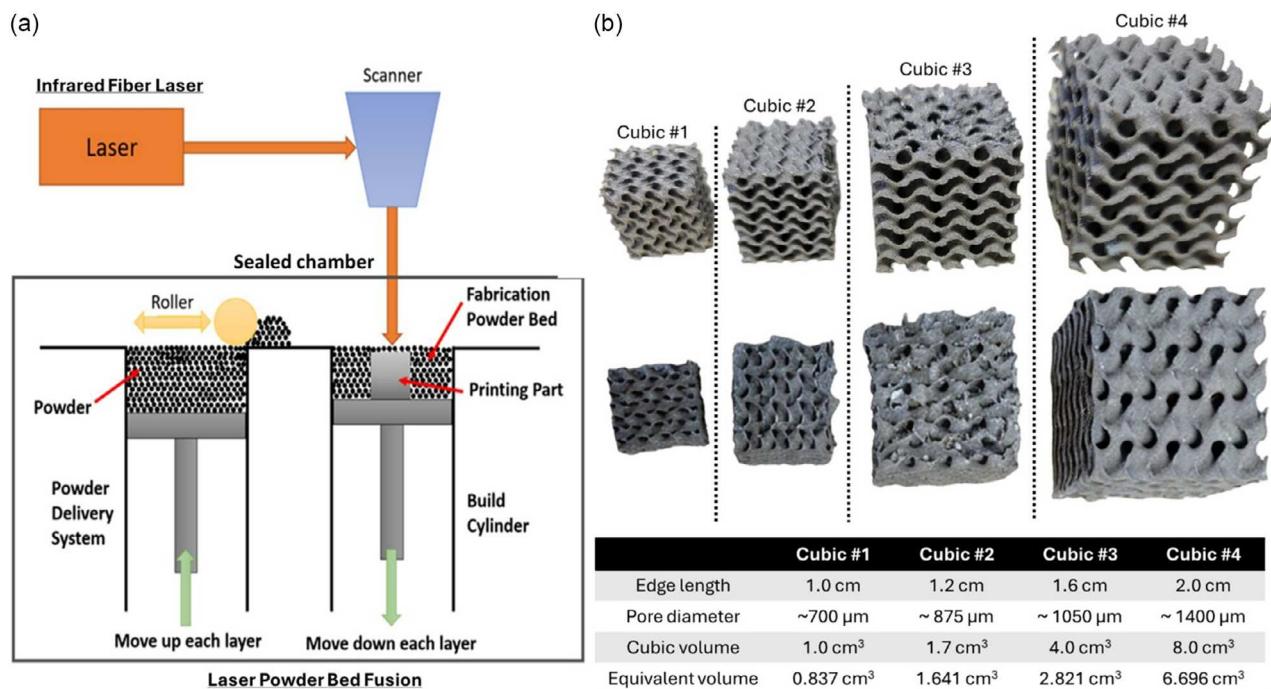 (a)
Infrared Fiber Laser
Laser
Scanner
Sealed chamber
Roller
Fabrication
Powder Bed
Powder
Printing Part
Powder
Delivery
System
Build
Cylinder
Move up each layer
Move down each layer
Laser Powder Bed Fusion
(b)
Cubic #1
Cubic #2
Cubic #3
Cubic #4
Cubic #1 Cubic #2 Cubic #3 Cubic #4
Edge length 1.0 cm 1.2 cm 1.6 cm 2.0 cm
Pore diameter ~700 µm ~ 875 µm ~ 1050 µm ~ 1400 µm
Cubic volume 1.0 cm³ 1.7 cm³ 4.0 cm³ 8.0 cm³
Equivalent volume 0.837 cm³ 1.641 cm³ 2.821 cm³ 6.696 cm³